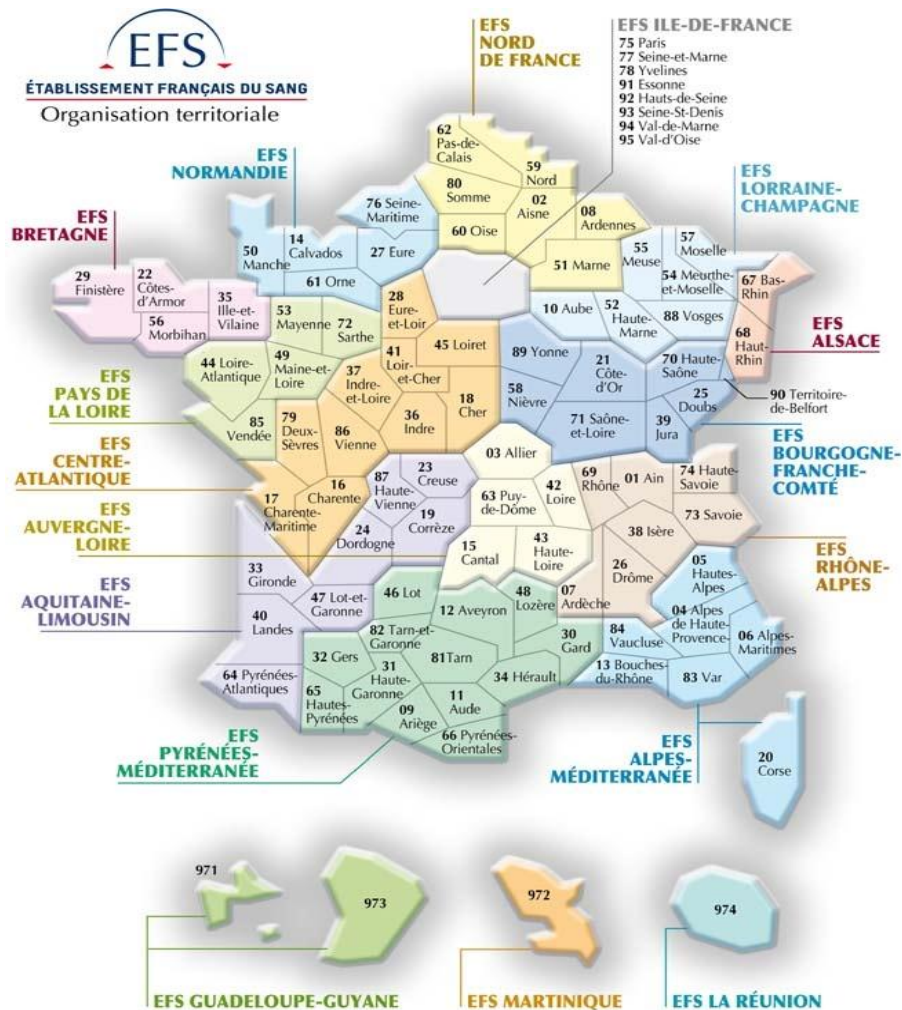 EFS
ÉTABLISSEMENT FRANÇAIS DU SANG
Organisation territoriale
EFS
NORD
DE FRANCE
EFS ILE-DE-FRANCE
75 Paris
77 Seine-et-Marne
78 Yvelines
91 Essonne
92 Hauts-de-Seine
93 Seine-St-Denis
94 Val-de-Marne
95 Val-d'Oise
EFS
NORMANDIE
EFS
LORRAINE-
CHAMPAGNE
EFS
BRETAGNE
EFS
ALSACE
EFS
PAYS DE
LA LOIRE
EFS
CENTRE-
ATLANTIQUE
EFS
AUVERGNE-
LOIRE
EFS
AQUITAINE-
LIMOUSIN
EFS
BOURGOGNE-
FRANCHE-
COMTÉ
EFS
RHÔNE-
ALPES
EFS
PYRÉNÉES-
MÉDITERRANÉE
EFS
ALPES-
MÉDITERRANÉE
62
Pas-de-
Calais
59
Nord
80
Somme
02
Aisne
08
Ardennes
60 Oise
51 Marne
76 Seine-
Maritime
50
Manche
14
Calvados
27 Eure
61 Orne
55
Meuse
57
Moselle
54 Meurthe-
et-Moselle
10 Aube
52
Haute-
Marne
88 Vosges
67 Bas-
Rhin
68
Haut-
Rhin
29
Finistère
22
Côtes-
d'Armor
35
Ille-et-
Vilaine
56
Morbihan
53
Mayenne
72
Sarthe
44 Loire-
Atlantique
49
Maine-et-
Loire
85
Vendée
28
Eure-
et-Loir
45 Loiret
41
Loir-
et-Cher
37
Indre-
et-Loire
18
Cher
36
Indre
79
Deux-
Sèvres
86
Vienne
16
Charente
17
Charente-
Maritime
89 Yonne
21
Côte-
d'Or
70 Haute-
Saône
58
Nièvre
25
Doubs
90 Territoire-
de-Belfort
71 Saône-
et-Loire
39
Jura
03 Allier
63 Puy-
de-Dôme
42
Loire
15
Cantal
43
Haute-
Loire
69
Rhône
01 Ain
74 Haute-
Savoie
73 Savoie
38 Isère
26
Drôme
07
Ardèche
87
Haute-
Vienne
23
Creuse
19
Corrèze
24
Dordogne
33
Gironde
47 Lot-et-
Garonne
40
Landes
64 Pyrénées-
Atlantiques
46 Lot
12 Aveyron
48
Lozère
30
Gard
82 Tarn-et-
Garonne
32 Gers
31
Haute-
Garonne
81Tarn
34 Hérault
65
Hautes-
Pyrénées
09
Ariège
11
Aude
66 Pyrénées-
Orientales
05
Hautes-
Alpes
04 Alpes
de Haute-
Provence
06 Alpes-
Maritimes
84
Vaucluse
13 Bouches-
du-Rhône
83 Var
20
Corse
971
973
972
974
EFS GUADELOUPE-GUYANE
EFS MARTINIQUE
EFS LA RÉUNION